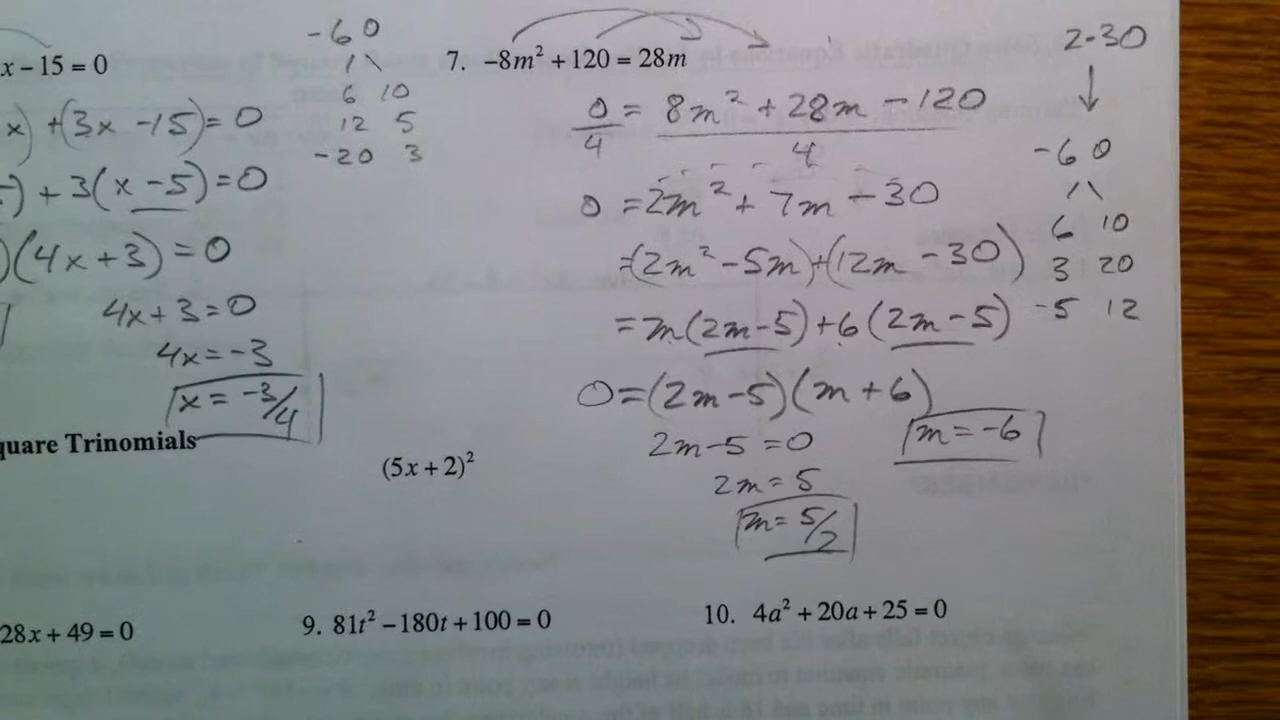 x − 15 = 0
x) + (3x − 15) = 0
) + 3(x − 5) = 0
)(4x + 3) = 0
4x + 3 = 0
4x = −3
x = −3/4
−60
6 10
12 5
−20 3
7. −8m² + 120 = 28m
0/4 = (8m² + 28m − 120)/4
0 = 2m² + 7m − 30
= (2m² − 5m) + (12m − 30)
= m(2m − 5) + 6(2m − 5)
0 = (2m − 5)(m + 6)
2m − 5 = 0
2m = 5
m = 5/2
m = −6
2·30
−60
6 10
3 20
−5 12
quare Trinomials
(5x + 2)²
28x + 49 = 0
9. 81t² − 180t + 100 = 0
10. 4a² + 20a + 25 = 0